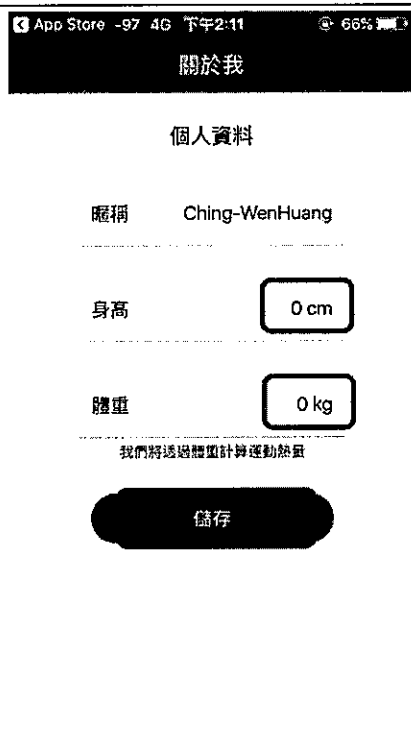 App Store -97 4G 下午2:11 66%
關於我
個人資料
暱稱 Ching-WenHuang
身高 0 cm
體重 0 kg
我們將透過體重計算運動熱量
儲存